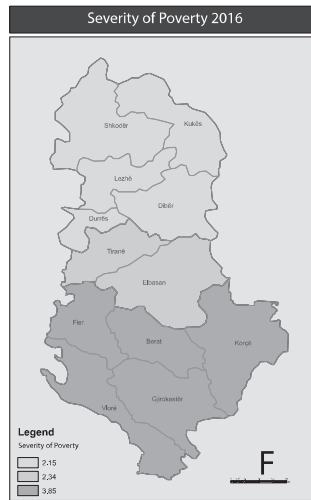 Severity of Poverty 2016
Shkodër
Kukës
Lezhë
Dibër
Durrës
Tiranë
Elbasan
Fier
Berat
Korçë
Gjirokastër
Vlorë
Legend
Severity of Poverty
2.15
2,34
3,85
F